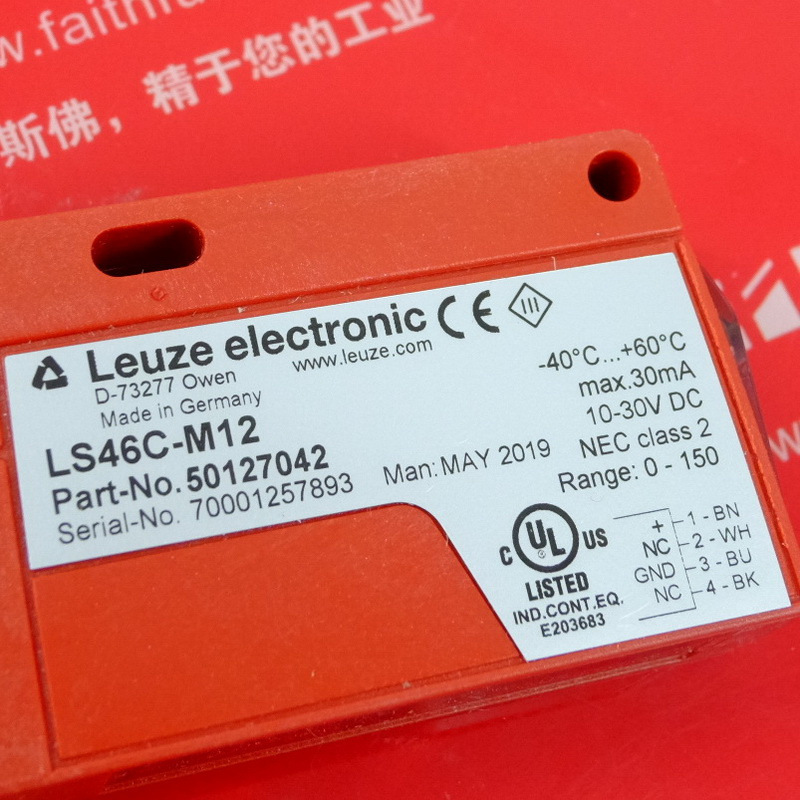 w.faith
斯佛，精于您的工业
Leuze electronic CE III
D-73277 Owen www.leuze.com
Made in Germany
LS46C-M12
Part-No. 50127042
Serial-No. 70001257893
Man: MAY 2019
-40°C...+60°C
max.30mA
10-30V DC
NEC class 2
Range: 0 - 150
C UL US
LISTED
IND.CONT.EQ.
E203683
+ 1 - BN
NC 2 - WH
GND 3 - BU
NC 4 - BK